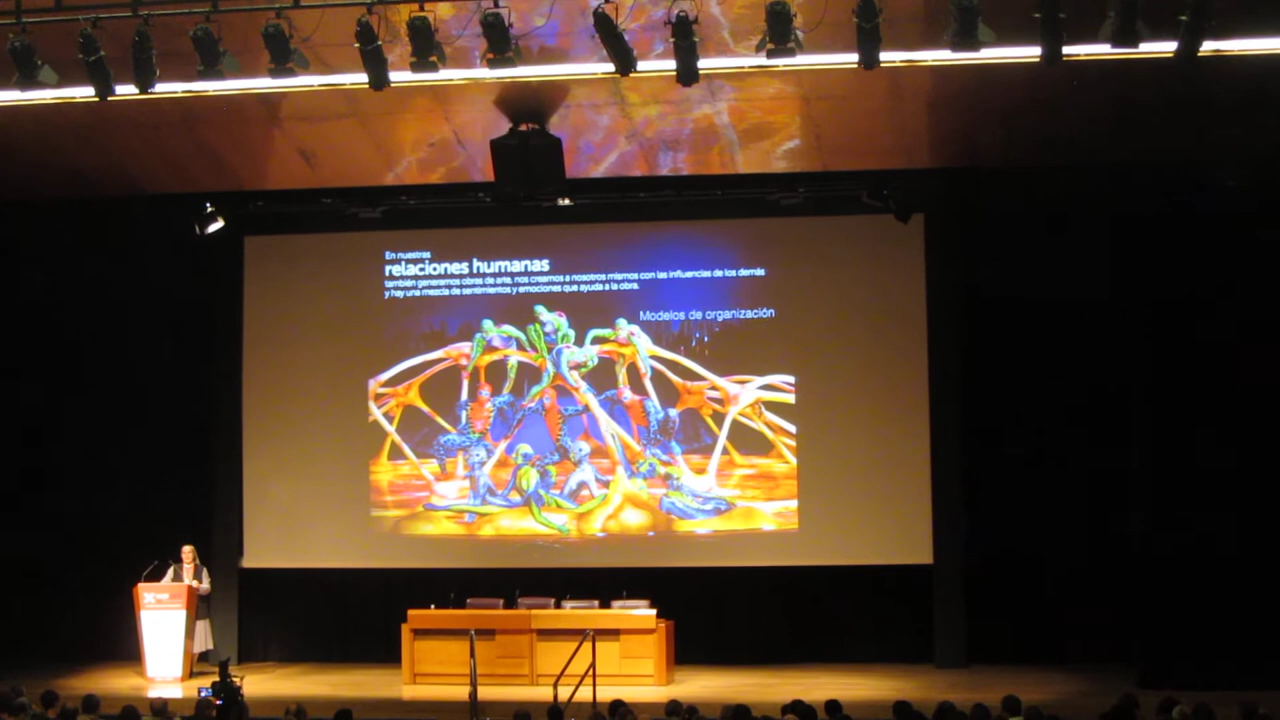 En nuestras
relaciones humanas
también generamos obras de arte, nos creamos a nosotros mismos con las influencias de los demás
y hay una mezcla de sentimientos y emociones que ayuda a la obra.
Modelos de organización